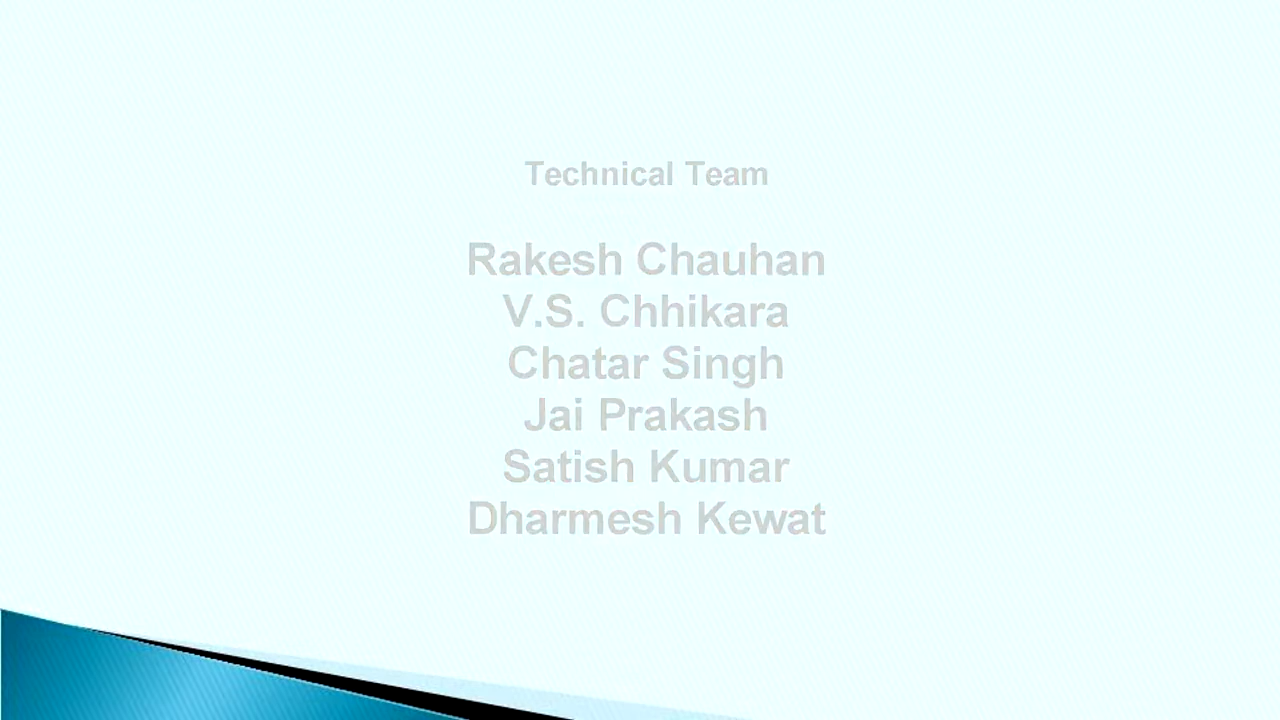 Technical Team
Rakesh Chauhan
V.S. Chhikara
Chatar Singh
Jai Prakash
Satish Kumar
Dharmesh Kewat